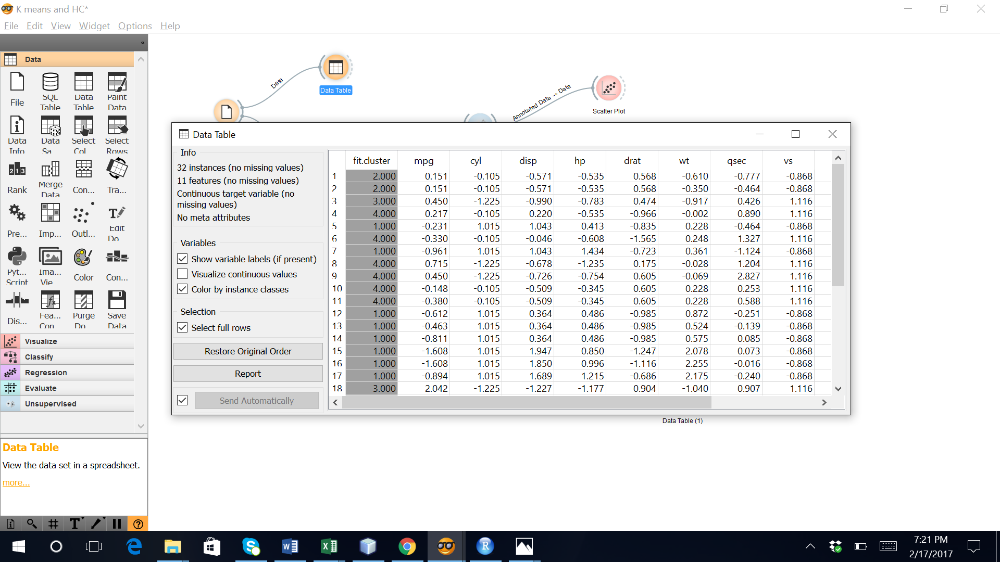 K means and HC*
File Edit View Widget Options Help
Data
File
SQL Table
Data Table
Paint Data
Data Info
Data Sa...
Select Col...
Select Rows
Rank
Merge Data
Con...
Tra...
Pre...
Imp...
Outl...
Edit Do...
Pyt... Script
Ima... Vie...
Color
Con...
Dis...
Fea... Con...
Purge Do...
Save Data
Visualize
Classify
Regression
Evaluate
Unsupervised
Data Table
View the data set in a spreadsheet.
more...
Data
Data Table
Annotated Data → Data
Scatter Plot
Data Table
Info
32 instances (no missing values)
11 features (no missing values)
Continuous target variable (no
missing values)
No meta attributes
Variables
Show variable labels (if present)
Visualize continuous values
Color by instance classes
Selection
Select full rows
Restore Original Order
Report
Send Automatically
fit.cluster mpg cyl disp hp drat wt qsec vs
1 2.000 0.151 -0.105 -0.571 -0.535 0.568 -0.610 -0.777 -0.868
2 2.000 0.151 -0.105 -0.571 -0.535 0.568 -0.350 -0.464 -0.868
3 3.000 0.450 -1.225 -0.990 -0.783 0.474 -0.917 0.426 1.116
4 4.000 0.217 -0.105 0.220 -0.535 -0.966 -0.002 0.890 1.116
5 1.000 -0.231 1.015 1.043 0.413 -0.835 0.228 -0.464 -0.868
6 4.000 -0.330 -0.105 -0.046 -0.608 -1.565 0.248 1.327 1.116
7 1.000 -0.961 1.015 1.043 1.434 -0.723 0.361 -1.124 -0.868
8 4.000 0.715 -1.225 -0.678 -1.235 0.175 -0.028 1.204 1.116
9 4.000 0.450 -1.225 -0.726 -0.754 0.605 -0.069 2.827 1.116
10 4.000 -0.148 -0.105 -0.509 -0.345 0.605 0.228 0.253 1.116
11 4.000 -0.380 -0.105 -0.509 -0.345 0.605 0.228 0.588 1.116
12 1.000 -0.612 1.015 0.364 0.486 -0.985 0.872 -0.251 -0.868
13 1.000 -0.463 1.015 0.364 0.486 -0.985 0.524 -0.139 -0.868
14 1.000 -0.811 1.015 0.364 0.486 -0.985 0.575 0.085 -0.868
15 1.000 -1.608 1.015 1.947 0.850 -1.247 2.078 0.073 -0.868
16 1.000 -1.608 1.015 1.850 0.996 -1.116 2.255 -0.016 -0.868
17 1.000 -0.894 1.015 1.689 1.215 -0.686 2.175 -0.240 -0.868
18 3.000 2.042 -1.225 -1.227 -1.177 0.904 -1.040 0.907 1.116
Data Table (1)
7:21 PM
2/17/2017